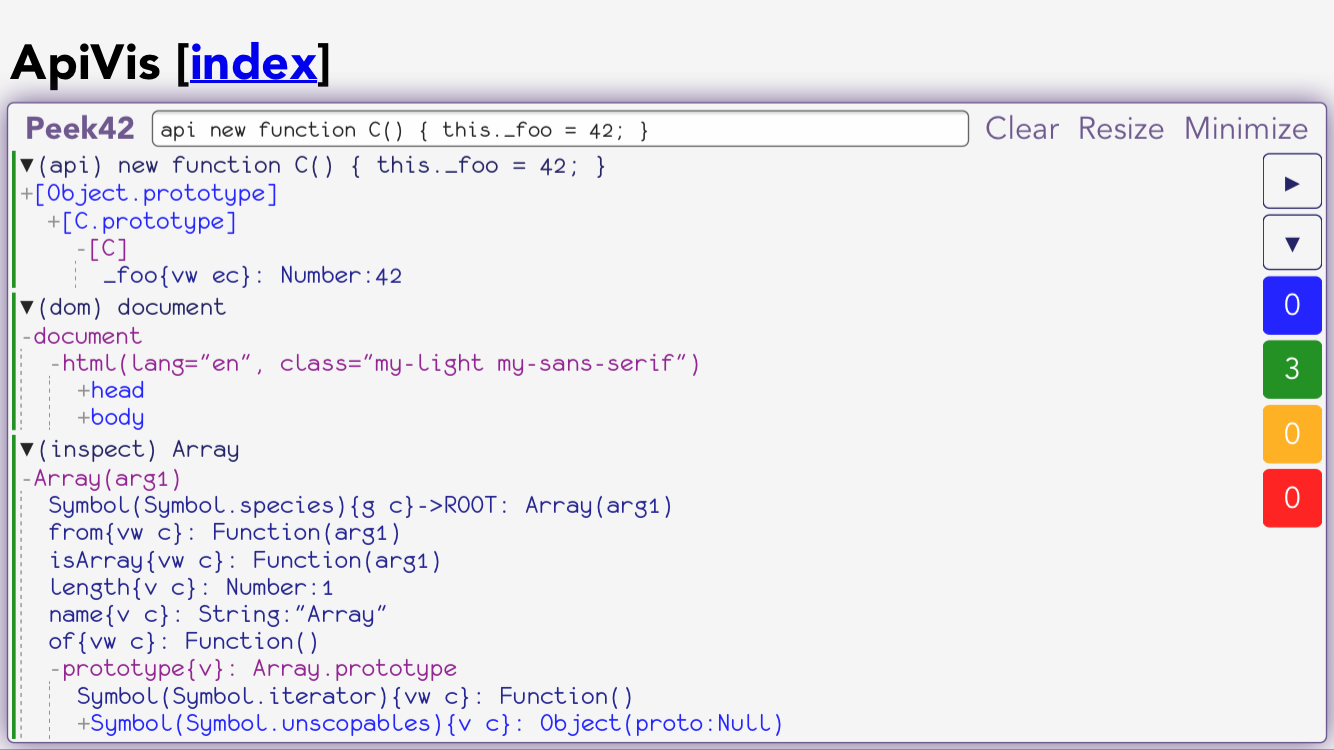 ApiVis [index]
Peek42 api new function C() { this._foo = 42; } Clear Resize Minimize
▼(api) new function C() { this._foo = 42; }
+[Object.prototype]
+[C.prototype]
-[C]
_foo{vw ec}: Number:42
▼(dom) document
-document
-html(lang="en", class="my-light my-sans-serif")
+head
+body
▼(inspect) Array
-Array(arg1)
Symbol(Symbol.species){g c}->ROOT: Array(arg1)
from{vw c}: Function(arg1)
isArray{vw c}: Function(arg1)
length{v c}: Number:1
name{v c}: String:"Array"
of{vw c}: Function()
-prototype{v}: Array.prototype
Symbol(Symbol.iterator){vw c}: Function()
+Symbol(Symbol.unscopables){v c}: Object(proto:Null)
►
▼
0
3
0
0